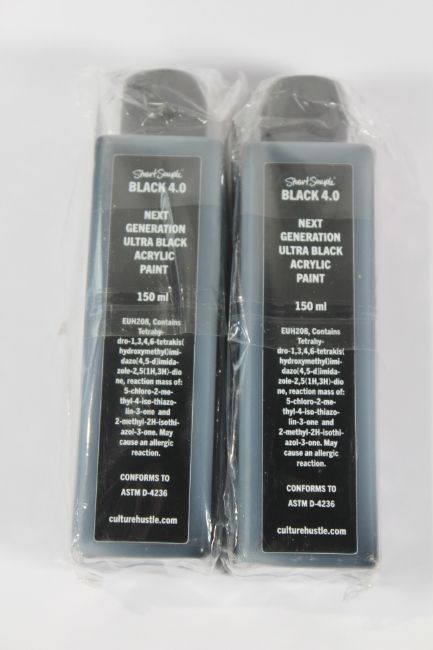 Stuart Semple
BLACK 4.0
NEXT
GENERATION
ULTRA BLACK
ACRYLIC
PAINT
150 ml
EUH208, Contains
Tetrahy-
dro-1,3,4,6-tetrakis(
hydroxymethyl)imi-
dazo(4,5-d)imida-
zole-2,5(1H,3H)-dio
ne, reaction mass of:
5-chloro-2-me-
thyl-4-iso-thiazo-
lin-3-one and
2-methyl-2H-isothi-
azol-3-one. May
cause an allergic
reaction.
CONFORMS TO
ASTM D-4236
culturehustle.com
Stuart Semple
BLACK 4.0
NEXT
GENERATION
ULTRA BLACK
ACRYLIC
PAINT
150 ml
EUH208, Contains
Tetrahy-
dro-1,3,4,6-tetrakis(
hydroxymethyl)imi-
dazo(4,5-d)imida-
zole-2,5(1H,3H)-dio
ne, reaction mass of:
5-chloro-2-me-
thyl-4-iso-thiazo-
lin-3-one and
2-methyl-2H-isothi-
azol-3-one. May
cause an allergic
reaction.
CONFORMS TO
ASTM D-4236
culturehustle.com